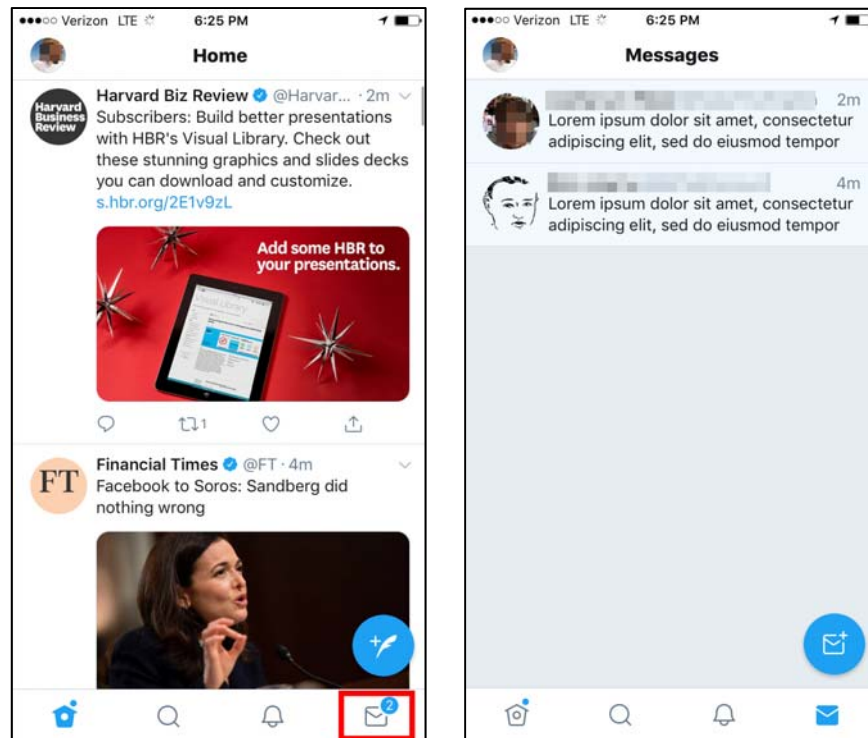 Verizon LTE 6:25 PM
Home
Harvard Business Review
Harvard Biz Review @Harvar... · 2m
Subscribers: Build better presentations
with HBR's Visual Library. Check out
these stunning graphics and slides decks
you can download and customize.
s.hbr.org/2E1v9zL
Add some HBR to
your presentations.
Visual Library
1
FT
Financial Times @FT · 4m
Facebook to Soros: Sandberg did
nothing wrong
2
Verizon LTE 6:25 PM
Messages
2m
Lorem ipsum dolor sit amet, consectetur
adipiscing elit, sed do eiusmod tempor
4m
Lorem ipsum dolor sit amet, consectetur
adipiscing elit, sed do eiusmod tempor